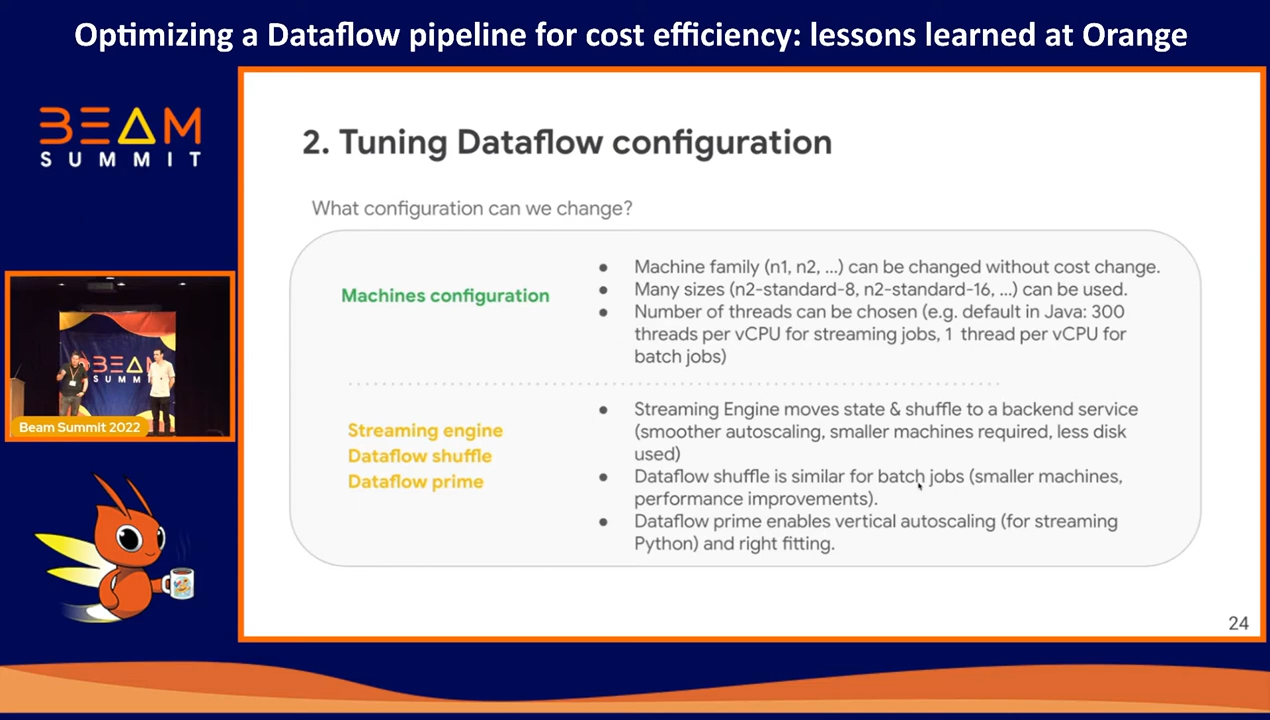 Optimizing a Dataflow pipeline for cost efficiency: lessons learned at Orange
BEAM
SUMMIT
2. Tuning Dataflow configuration
What configuration can we change?
Machines configuration
● Machine family (n1, n2, ...) can be changed without cost change.
● Many sizes (n2-standard-8, n2-standard-16, ...) can be used.
● Number of threads can be chosen (e.g. default in Java: 300
threads per vCPU for streaming jobs, 1 thread per vCPU for
batch jobs)
Streaming engine
Dataflow shuffle
Dataflow prime
● Streaming Engine moves state & shuffle to a backend service
(smoother autoscaling, smaller machines required, less disk
used)
● Dataflow shuffle is similar for batch jobs (smaller machines,
performance improvements).
● Dataflow prime enables vertical autoscaling (for streaming
Python) and right fitting.
24
BEAM
SUMMIT
Beam Summit 2022